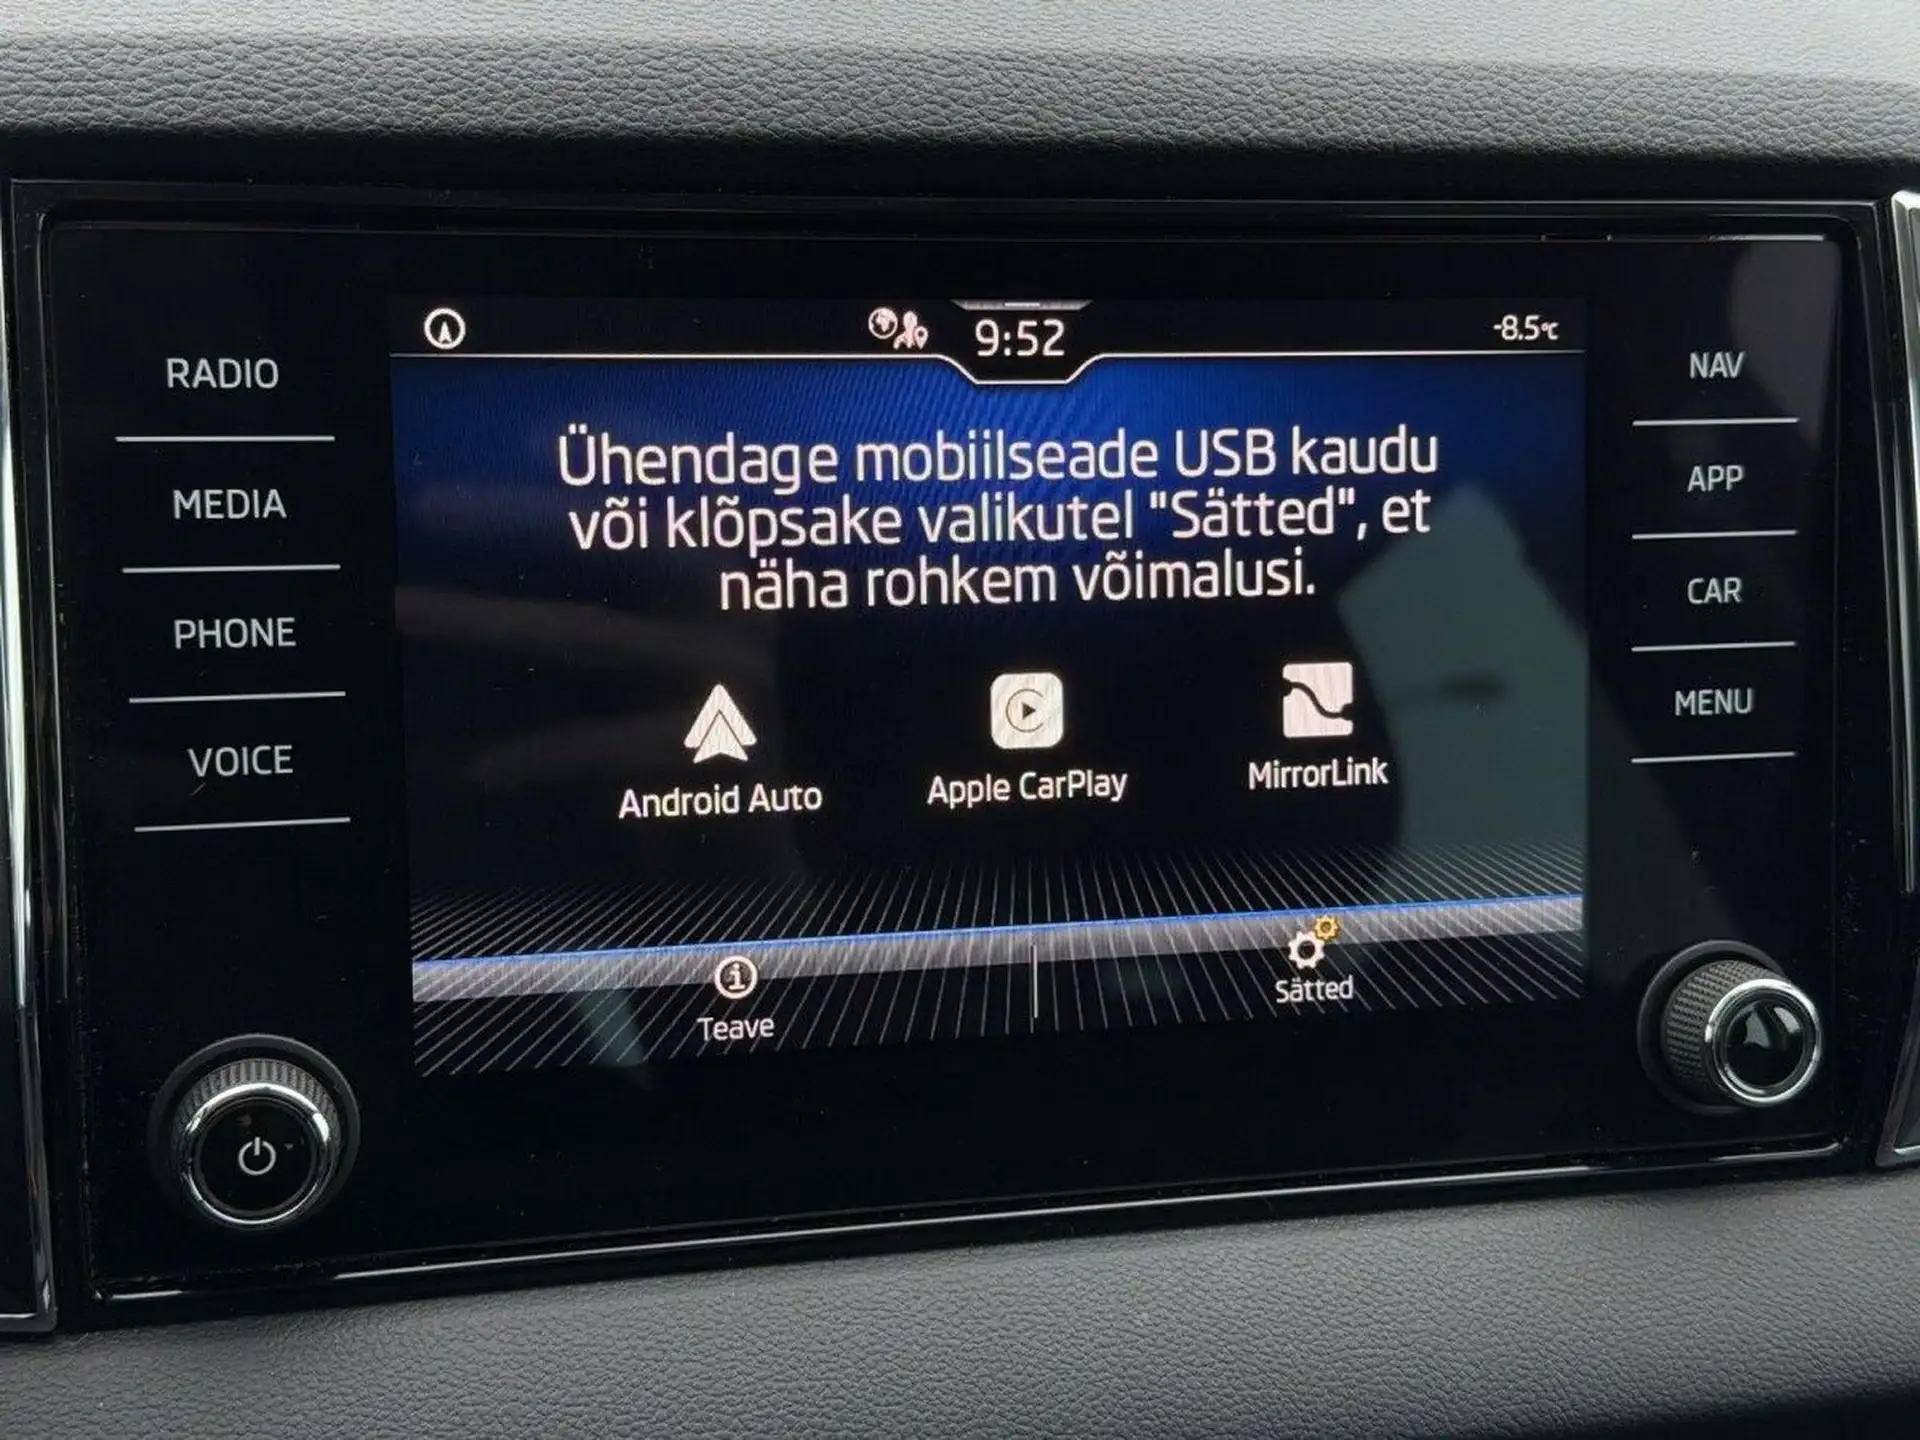 9:52
-8.5°C
RADIO
MEDIA
PHONE
VOICE
Ühendage mobiilseade USB kaudu
või klõpsake valikutel "Sätted", et
näha rohkem võimalusi.
Android Auto
Apple CarPlay
MirrorLink
Teave
Sätted
NAV
APP
CAR
MENU